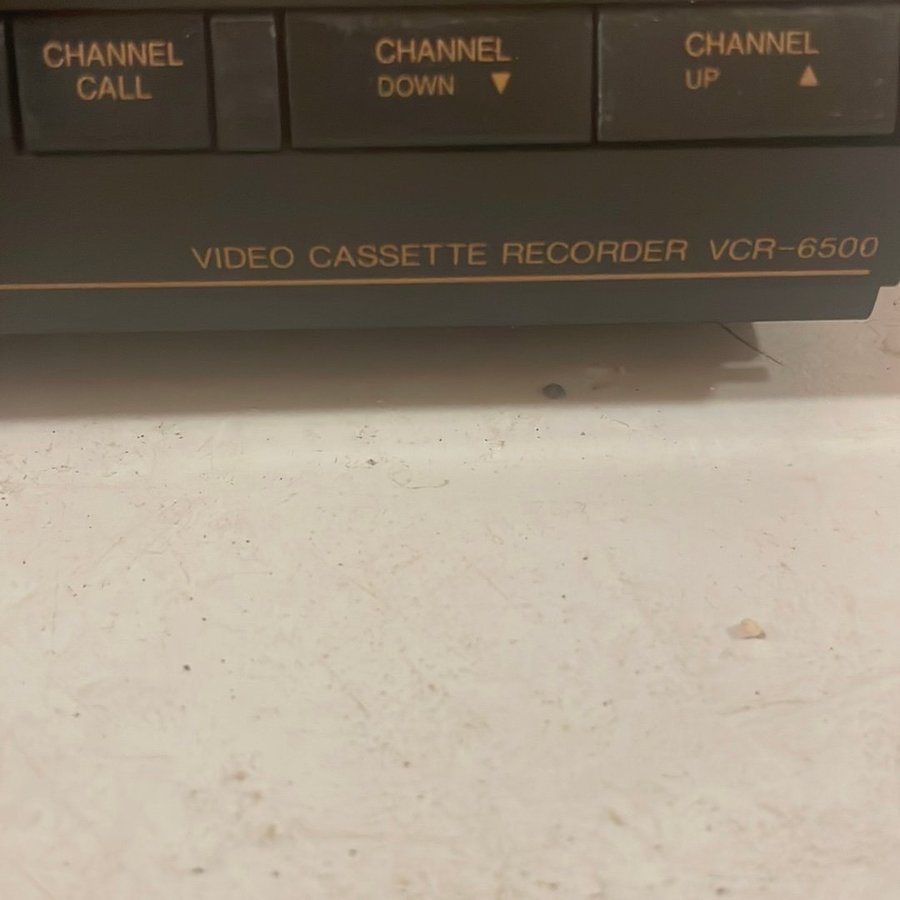 CHANNEL
CALL
CHANNEL
DOWN ▼
CHANNEL
UP ▲
VIDEO CASSETTE RECORDER VCR-6500